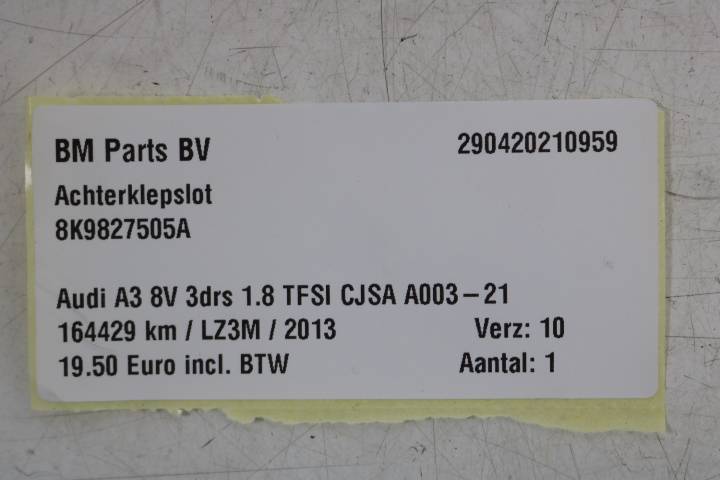 BM Parts BV 290420210959
Achterklepslot
8K9827505A
Audi A3 8V 3drs 1.8 TFSI CJSA A003-21
164429 km / LZ3M / 2013 Verz: 10
19.50 Euro incl. BTW Aantal: 1